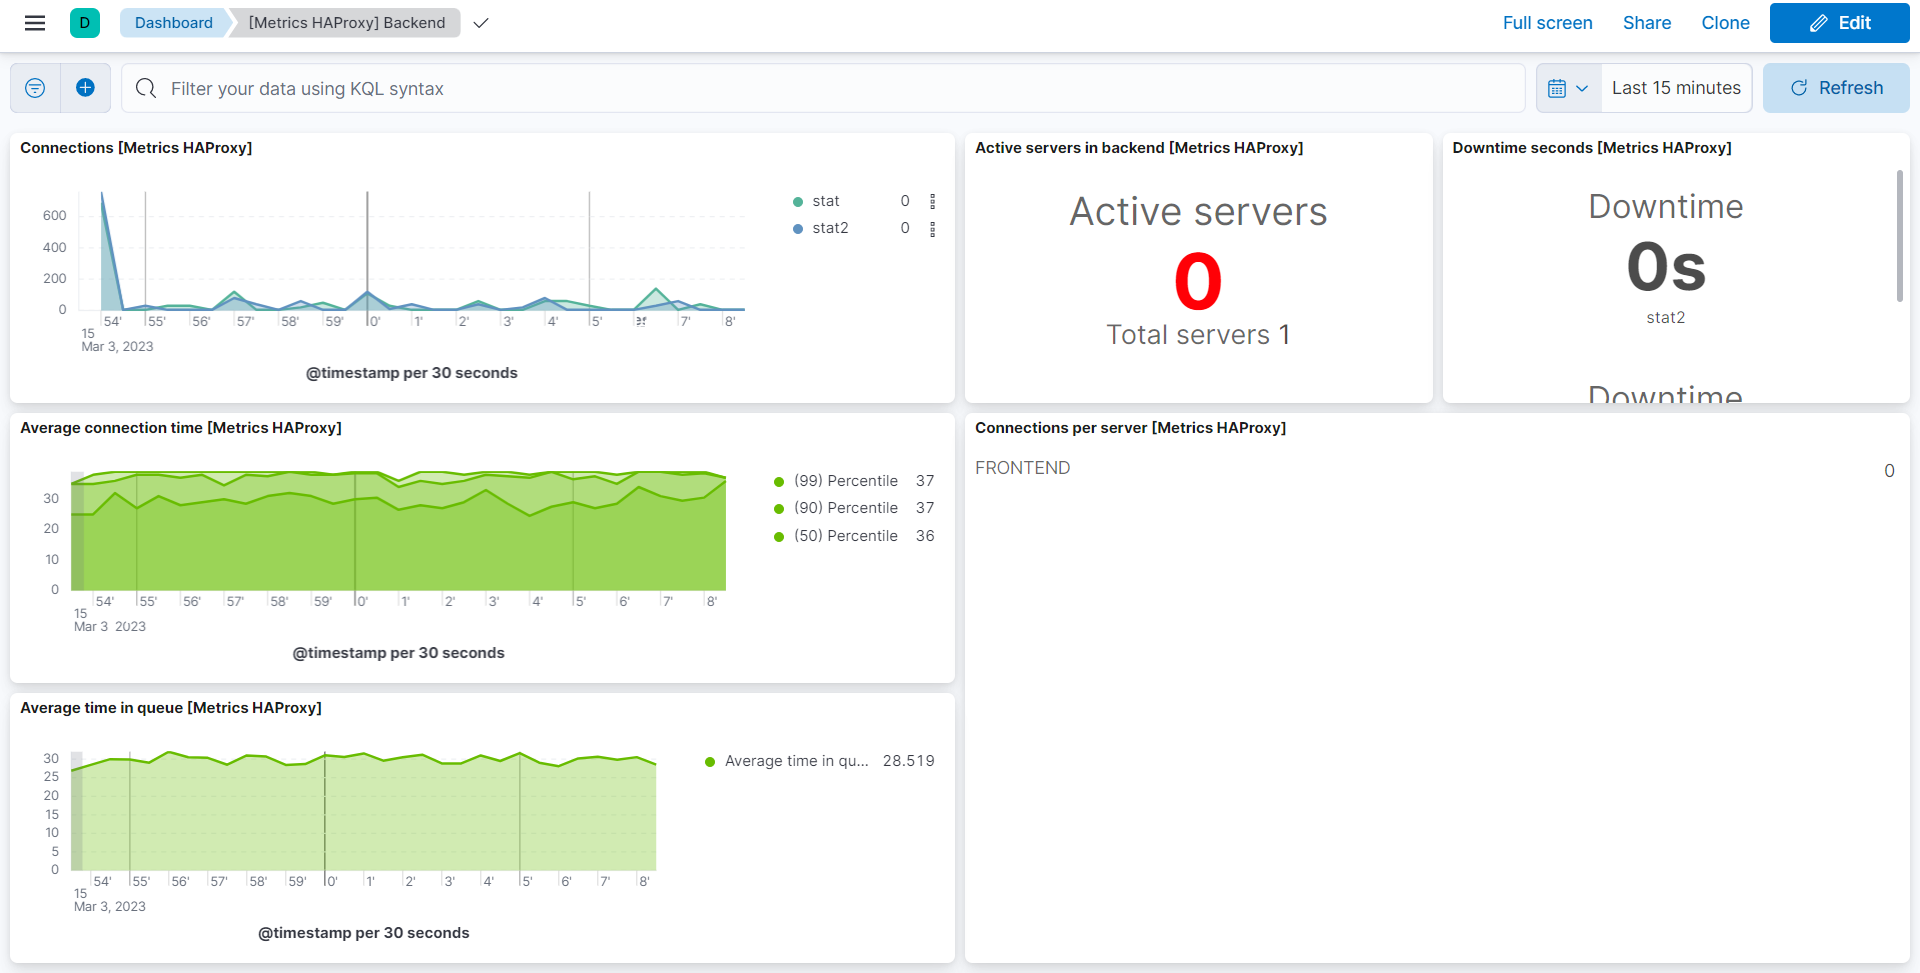 D Dashboard [Metrics HAProxy] Backend Full screen Share Clone Edit
Filter your data using KQL syntax Last 15 minutes Refresh
Connections [Metrics HAProxy]
600
400
200
0
54' 55' 56' 57' 58' 59' 0' 1' 2' 3' 4' 5' 7' 8'
15
Mar 3, 2023
@timestamp per 30 seconds
stat 0
stat2 0
Active servers in backend [Metrics HAProxy]
Active servers
0
Total servers 1
Downtime seconds [Metrics HAProxy]
Downtime
0s
stat2
Downtime
Average connection time [Metrics HAProxy]
30
20
10
0
54' 55' 56' 57' 58' 59' 0' 1' 2' 3' 4' 5' 6' 7' 8'
15
Mar 3 2023
@timestamp per 30 seconds
(99) Percentile 37
(90) Percentile 37
(50) Percentile 36
Connections per server [Metrics HAProxy]
FRONTEND 0
Average time in queue [Metrics HAProxy]
30
25
20
15
10
5
0
54' 55' 56' 57' 58' 59' 0' 1' 2' 3' 4' 5' 6' 7' 8'
15
Mar 3, 2023
@timestamp per 30 seconds
Average time in qu... 28.519